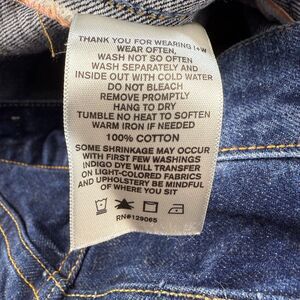 THANK YOU FOR WEARING I+W
WEAR OFTEN,
WASH NOT SO OFTEN
WASH SEPARATELY AND
INSIDE OUT WITH COLD WATER
DO NOT BLEACH
REMOVE PROMPTLY
HANG TO DRY
TUMBLE NO HEAT TO SOFTEN
WARM IRON IF NEEDED
100% COTTON
SOME SHRINKAGE MAY OCCUR
WITH FIRST FEW WASHINGS
INDIGO DYE WILL TRANSFER
ON LIGHT-COLORED FABRICS
AND UPHOLSTERY BE MINDFUL
OF WHERE YOU SIT
RN#129065